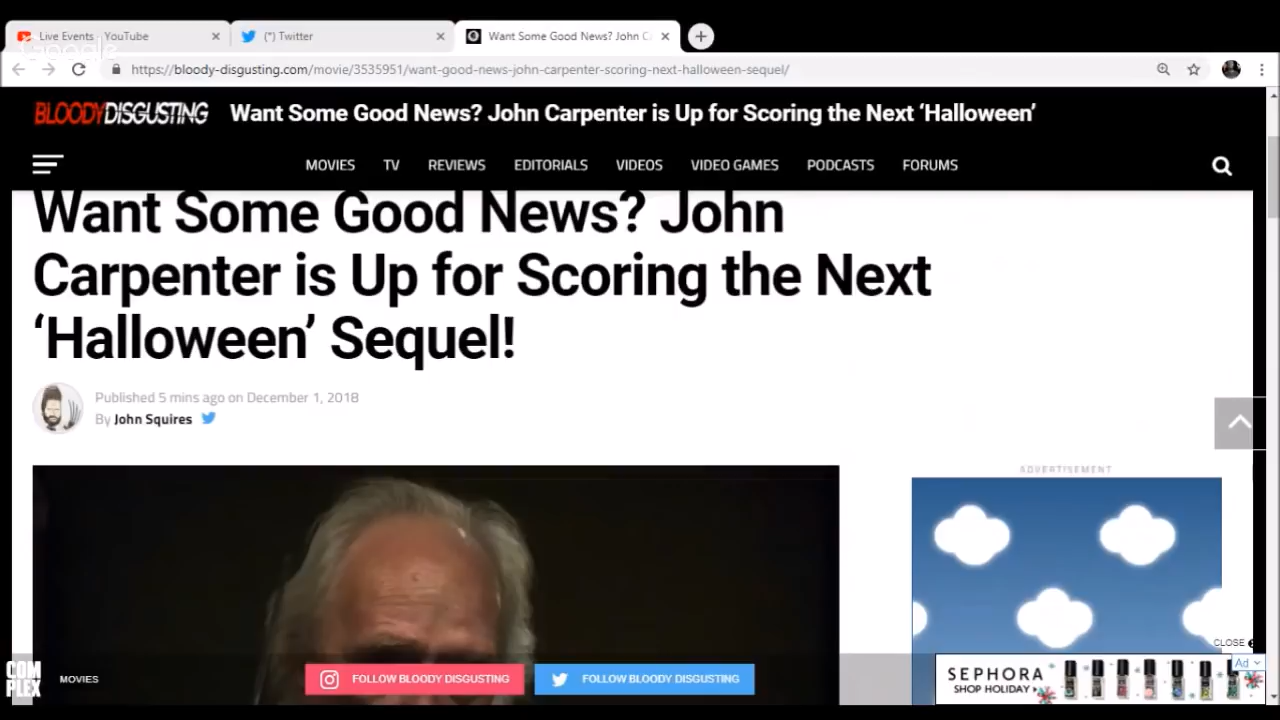 Live Events - YouTube
(*) Twitter
Want Some Good News? John C
Google
https://bloody-disgusting.com/movie/3535951/want-good-news-john-carpenter-scoring-next-halloween-sequel/
BLOODY DISGUSTING
Want Some Good News? John Carpenter is Up for Scoring the Next ‘Halloween’
MOVIES TV REVIEWS EDITORIALS VIDEOS VIDEO GAMES PODCASTS FORUMS
Want Some Good News? John
Carpenter is Up for Scoring the Next
‘Halloween’ Sequel!
Published 5 mins ago on December 1, 2018
By John Squires
ADVERTISEMENT
CLOSE
COM
PLEX
MOVIES
FOLLOW BLOODY DISGUSTING
FOLLOW BLOODY DISGUSTING
SEPHORA
SHOP HOLIDAY
Ad